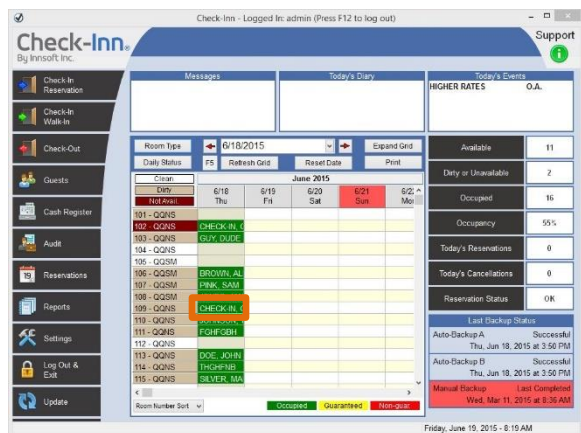 Check-Inn - Logged In: admin (Press F12 to log out)
Check-Inn®
By Innsoft Inc.
Support
Check-In
Reservation
Check-In
Walk-In
Check-Out
Guests
Cash Register
Audit
19
Reservations
Reports
Settings
Log Out &
Exit
Update
Messages
Today's Diary
Today's Events
HIGHER RATES O.A.
Room Type
6/18/2015
Expand Grid
Daily Status
F5
Refresh Grid
Reset Date
Print
Clean
Dirty
Not Avail.
June 2015
6/18 6/19 6/20 6/21 6/22
Thu Fri Sat Sun Mo
101 - QQNS
102 - QQNS CHECK-IN, C
103 - QQNS GUY, DUDE
104 - QQNS
105 - QQSM
106 - QQSM BROWN, AL
107 - QQSM PINK, SAM
108 - QQSM
109 - QQNS CHECK-IN, C
110 - QQNS JOHNSON,
111 - QQNS FGHFGBH
112 - QQNS
113 - QQNS DOE, JOHN
114 - QQNS THGHFNB
115 - QQNS SILVER, MA
Room Number Sort
Occupied Guaranteed Non-guar.
Available 11
Dirty or Unavailable 2
Occupied 16
Occupancy 55%
Today's Reservations 0
Today's Cancellations 0
Reservation Status OK
Last Backup Status
Auto-Backup A Successful
Thu, Jun 18, 2015 at 3:50 PM
Auto-Backup B Successful
Thu, Jun 18, 2015 at 3:50 PM
Manual Backup Last Completed
Wed, Mar 11, 2015 at 8:36 AM
Friday, June 19, 2015 - 8:19 AM